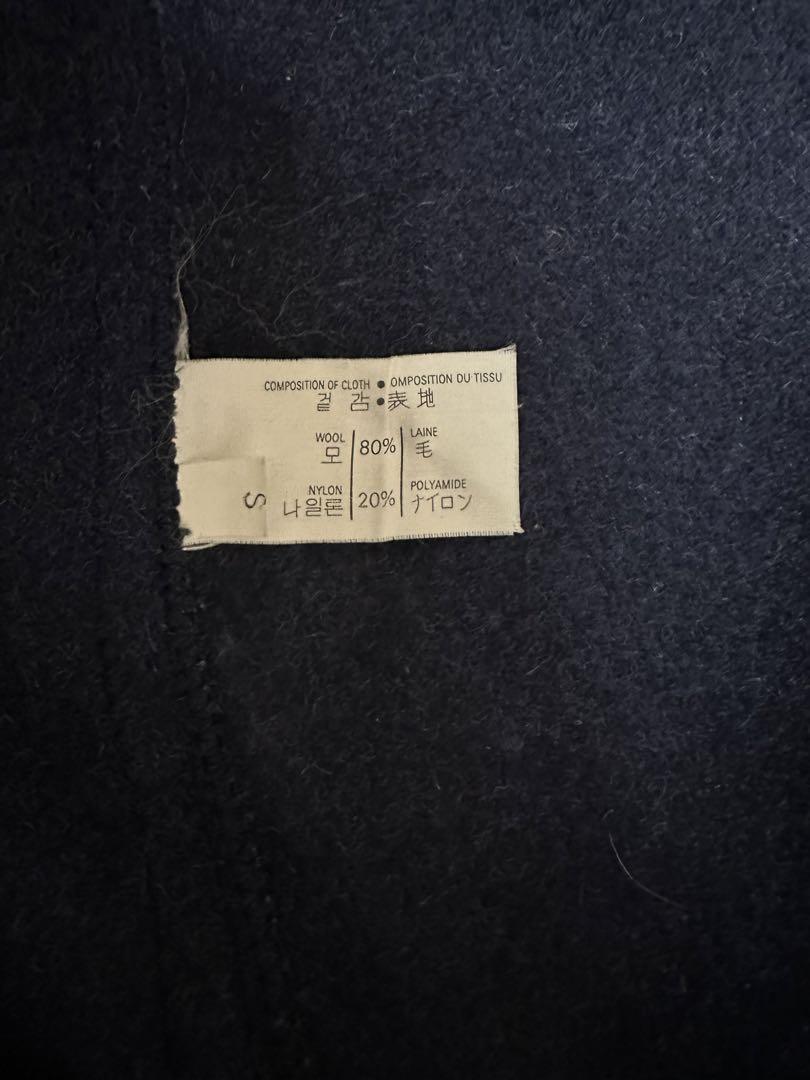 COMPOSITION OF CLOTH ● OMPOSITION DU TISSU
겉 감 ● 表 地
WOOL 80% LAINE
모 毛
NYLON 20% POLYAMIDE
나일론 ナイロン
S